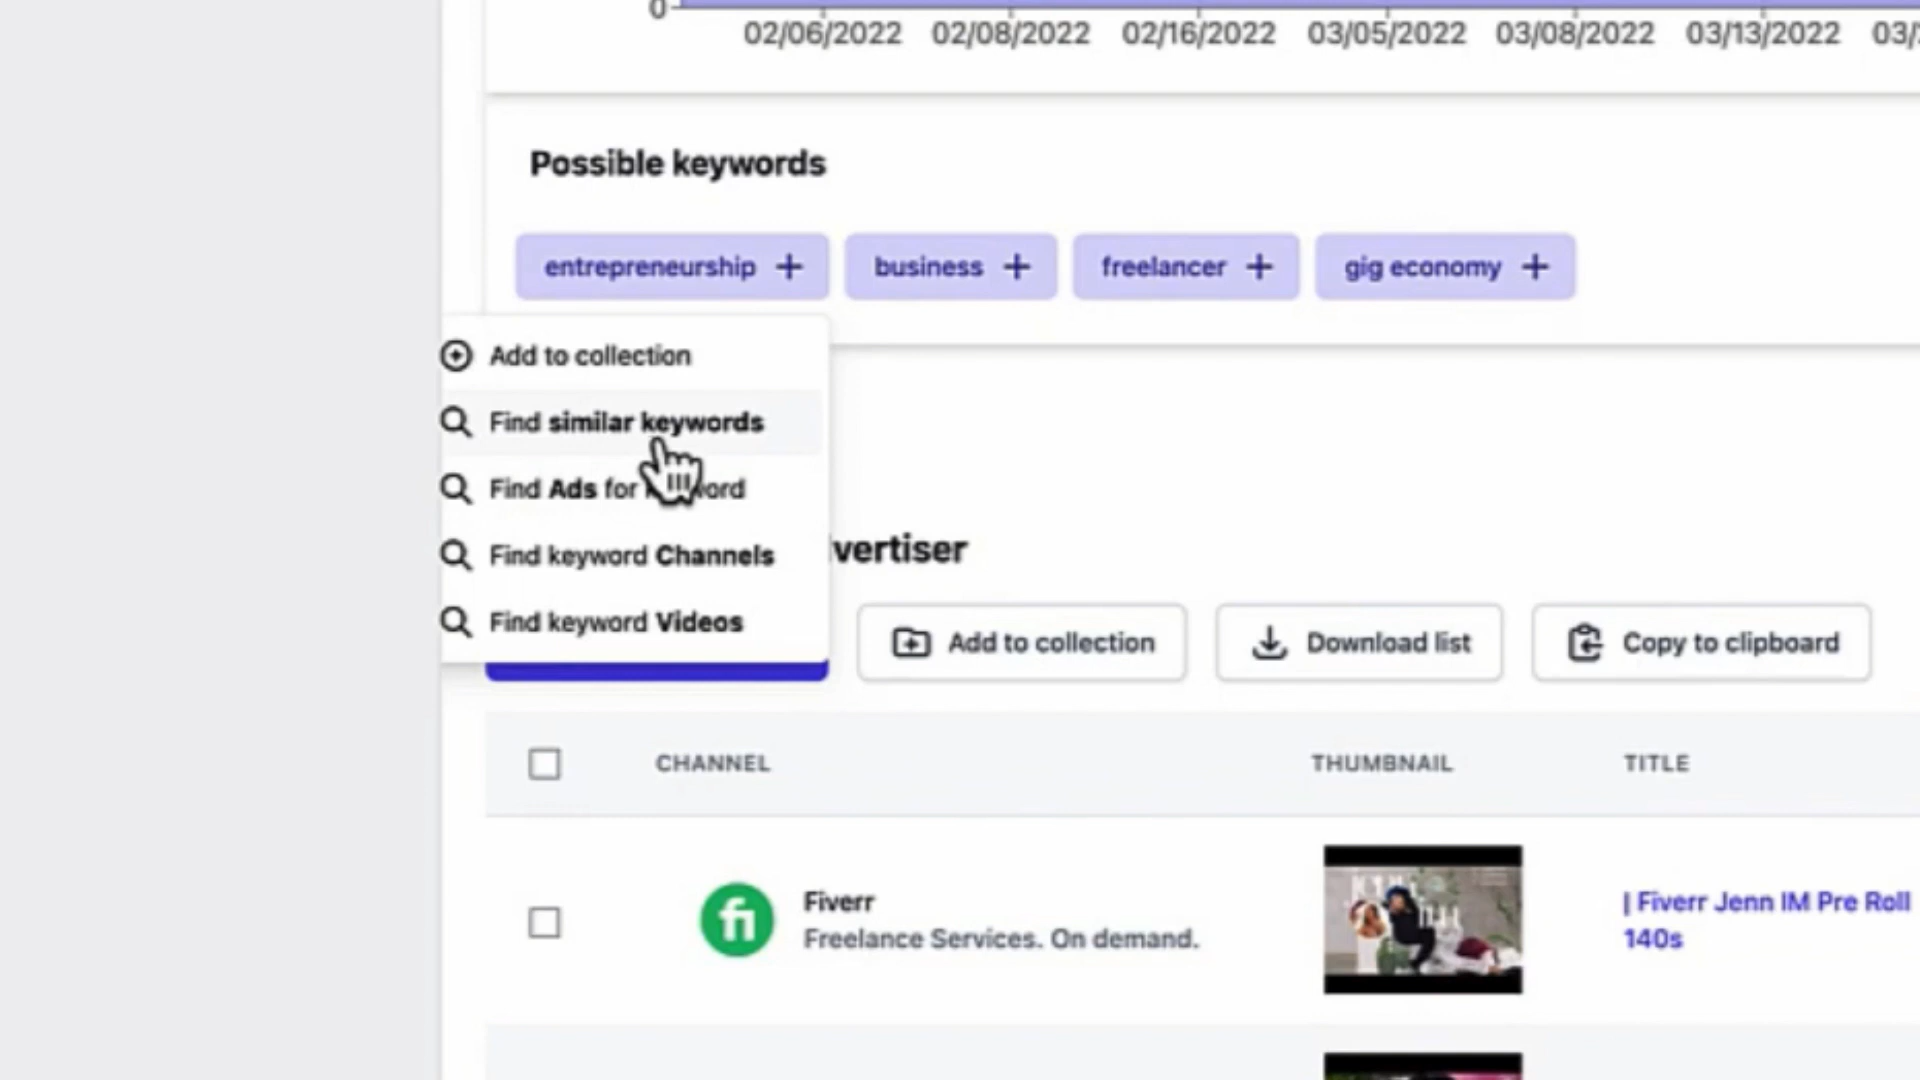 0
02/06/2022 02/08/2022 02/16/2022 03/05/2022 03/08/2022 03/13/2022 03/
Possible keywords
entrepreneurship + business + freelancer + gig economy +
Add to collection
Find similar keywords
Find Ads for
Find keyword Channels
vertiser
Find keyword Videos
Add to collection Download list Copy to clipboard
CHANNEL THUMBNAIL TITLE
fi
Fiverr
Freelance Services. On demand.
| Fiverr Jenn IM Pre Roll
140s